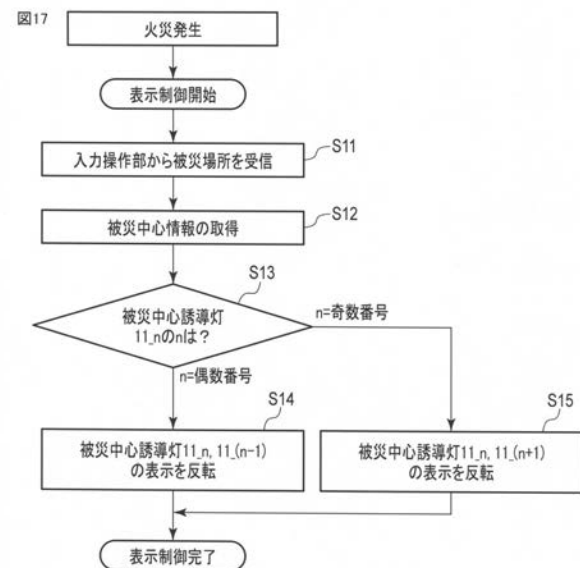 図17
火災発生
表示制御開始
入力操作部から被災場所を受信
S11
被災中心情報の取得
S12
S13
被災中心誘導灯
11_nのnは？
n=奇数番号
n=偶数番号
S14
被災中心誘導灯11_n, 11_(n−1)
の表示を反転
S15
被災中心誘導灯11_n, 11_(n+1)
の表示を反転
表示制御完了